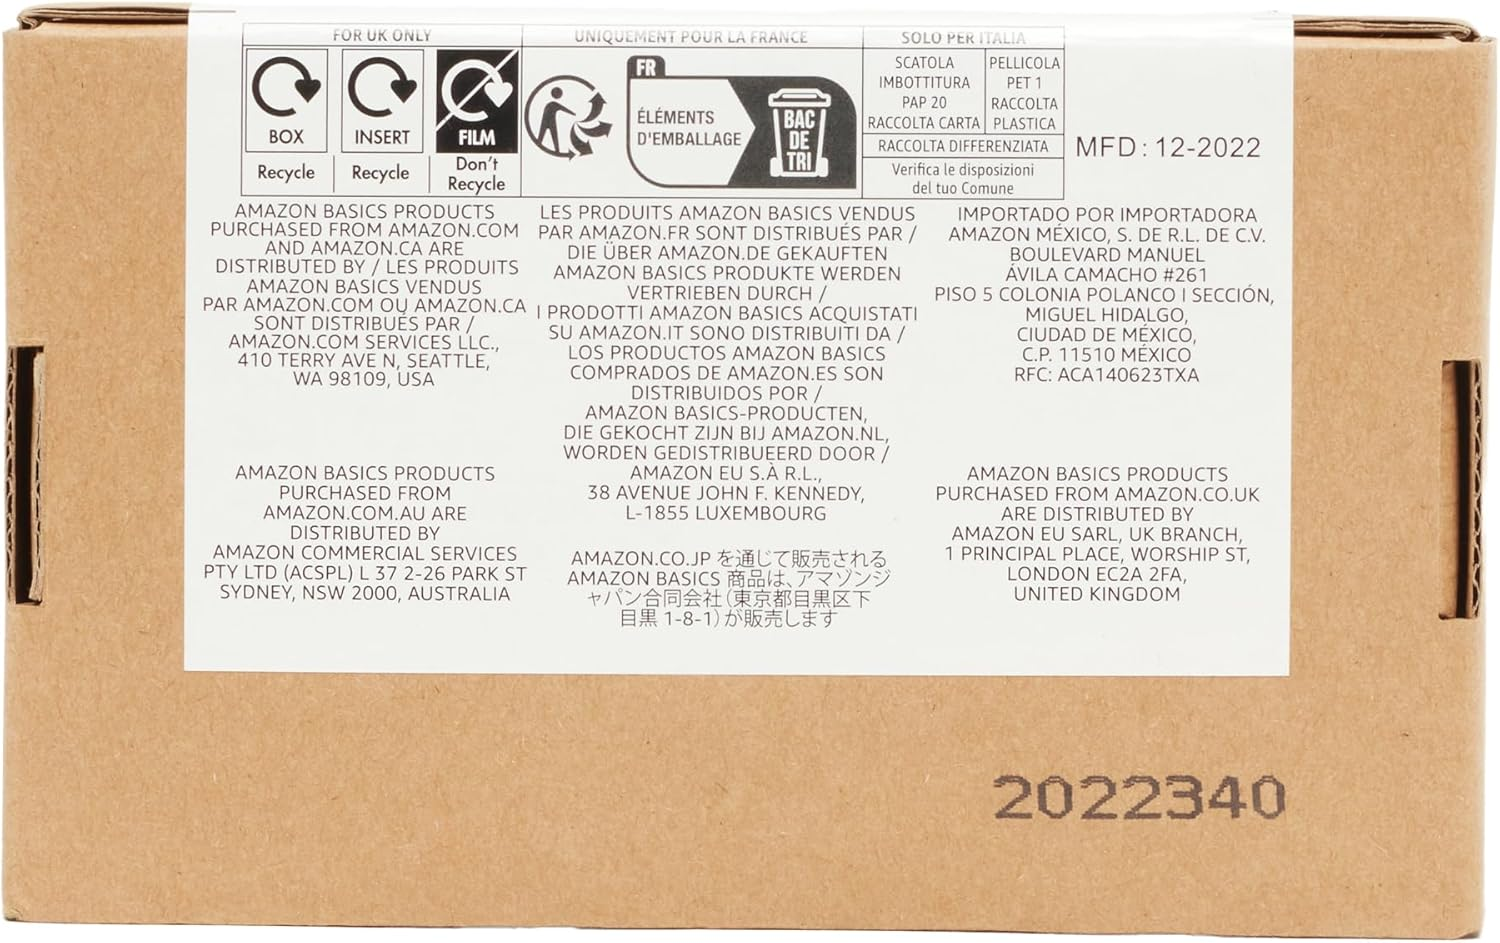 FOR UK ONLY
BOX
Recycle
INSERT
Recycle
FILM
Don't
Recycle
UNIQUEMENT POUR LA FRANCE
FR
ÉLÉMENTS
D'EMBALLAGE
BAC
DE
TRI
SOLO PER ITALIA
SCATOLA
IMBOTTITURA
PAP 20
RACCOLTA CARTA
PELLICOLA
PET 1
RACCOLTA
PLASTICA
RACCOLTA DIFFERENZIATA
Verifica le disposizioni
del tuo Comune
MFD : 12-2022
AMAZON BASICS PRODUCTS
PURCHASED FROM AMAZON.COM
AND AMAZON.CA ARE
DISTRIBUTED BY / LES PRODUITS
AMAZON BASICS VENDUS
PAR AMAZON.COM OU AMAZON.CA
SONT DISTRIBUÉS PAR /
AMAZON.COM SERVICES LLC.,
410 TERRY AVE N, SEATTLE,
WA 98109, USA
LES PRODUITS AMAZON BASICS VENDUS
PAR AMAZON.FR SONT DISTRIBUÉS PAR /
DIE ÜBER AMAZON.DE GEKAUFTEN
AMAZON BASICS PRODUKTE WERDEN
VERTRIEBEN DURCH /
I PRODOTTI AMAZON BASICS ACQUISTATI
SU AMAZON.IT SONO DISTRIBUITI DA /
LOS PRODUCTOS AMAZON BASICS
COMPRADOS DE AMAZON.ES SON
DISTRIBUIDOS POR /
AMAZON BASICS-PRODUCTEN,
DIE GEKOCHT ZIJN BIJ AMAZON.NL,
WORDEN GEDISTRIBUEERD DOOR /
AMAZON EU S.À R.L.,
38 AVENUE JOHN F. KENNEDY,
L-1855 LUXEMBOURG
IMPORTADO POR IMPORTADORA
AMAZON MÉXICO, S. DE R.L. DE C.V.
BOULEVARD MANUEL
ÁVILA CAMACHO #261
PISO 5 COLONIA POLANCO I SECCIÓN,
MIGUEL HIDALGO,
CIUDAD DE MÉXICO,
C.P. 11510 MÉXICO
RFC: ACA140623TXA
AMAZON BASICS PRODUCTS
PURCHASED FROM
AMAZON.COM.AU ARE
DISTRIBUTED BY
AMAZON COMMERCIAL SERVICES
PTY LTD (ACSPL) L 37 2-26 PARK ST
SYDNEY, NSW 2000, AUSTRALIA
AMAZON.CO.JP を通じて販売される
AMAZON BASICS 商品は、アマゾンジ
ャパン合同会社（東京都目黒区下
目黒 1-8-1）が販売します
AMAZON BASICS PRODUCTS
PURCHASED FROM AMAZON.CO.UK
ARE DISTRIBUTED BY
AMAZON EU SARL, UK BRANCH,
1 PRINCIPAL PLACE, WORSHIP ST,
LONDON EC2A 2FA,
UNITED KINGDOM
2022340